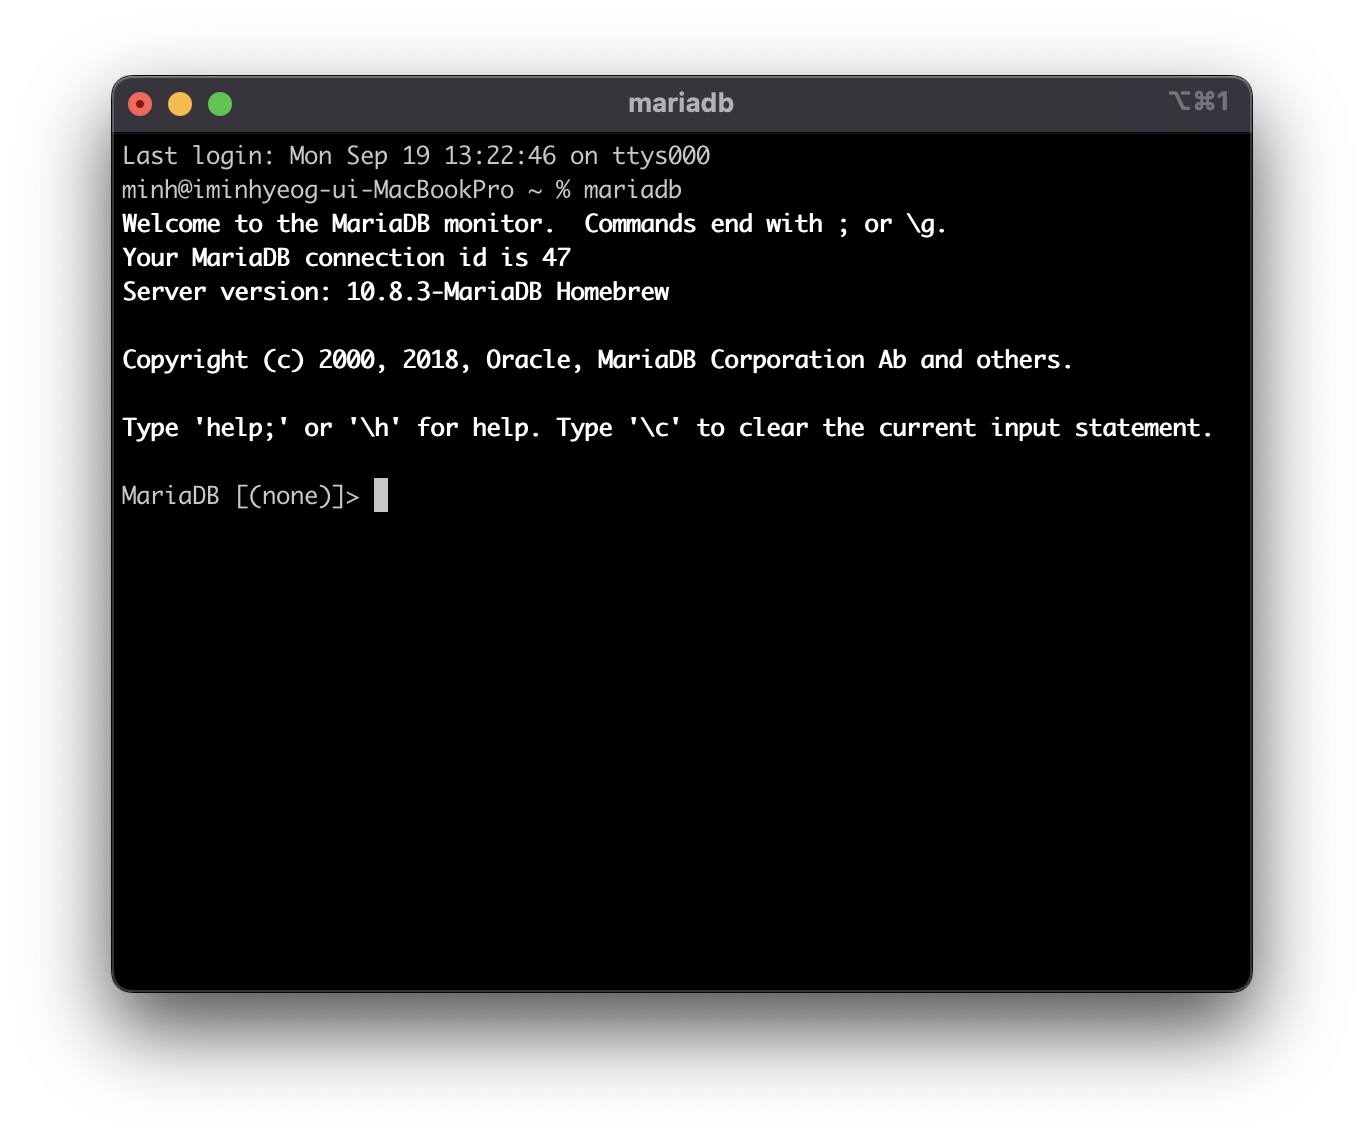 mariadb
⌥⌘1
Last login: Mon Sep 19 13:22:46 on ttys000
minh@iminhyeog-ui-MacBookPro ~ % mariadb
Welcome to the MariaDB monitor.  Commands end with ; or \g.
Your MariaDB connection id is 47
Server version: 10.8.3-MariaDB Homebrew
Copyright (c) 2000, 2018, Oracle, MariaDB Corporation Ab and others.
Type 'help;' or '\h' for help. Type '\c' to clear the current input statement.
MariaDB [(none)]>